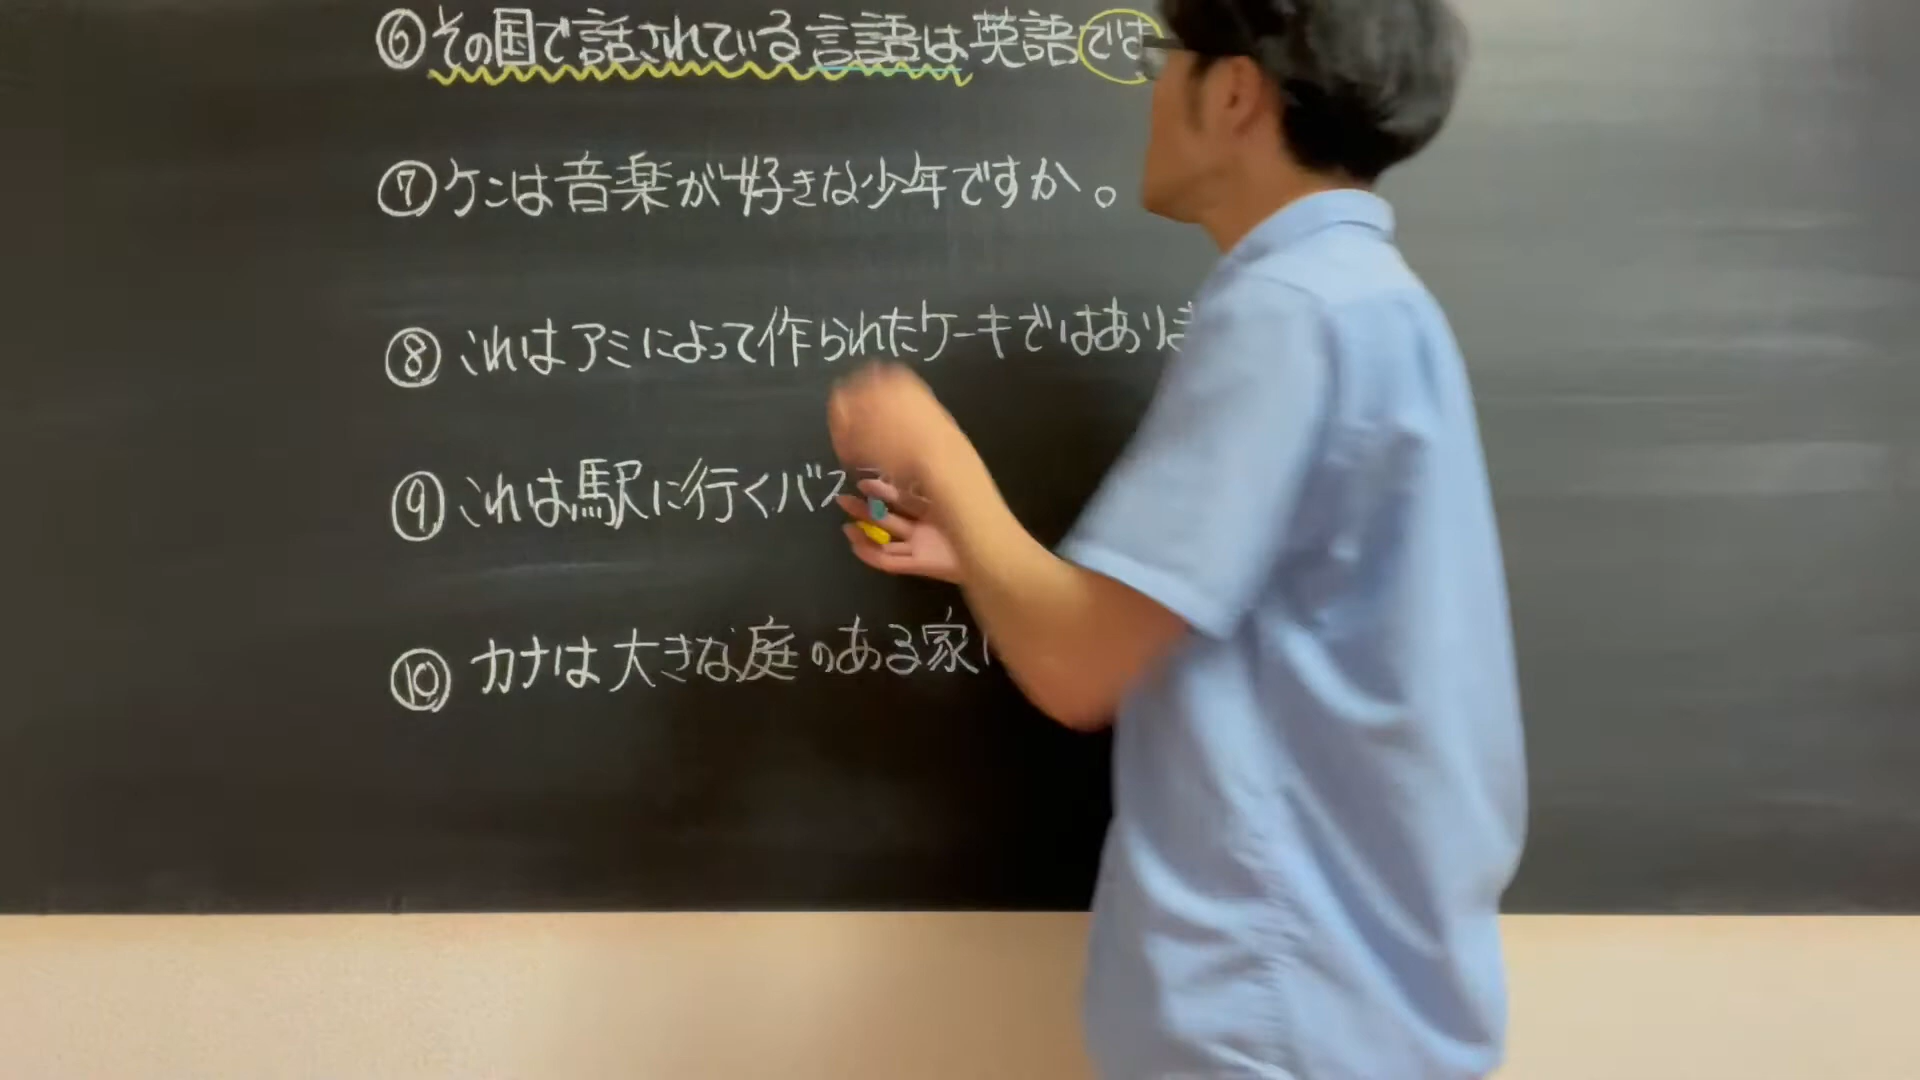 ⑥その国で話されている言語は英語では
⑦ケンは音楽が好きな少年ですか。
⑧これはアミによって作られたケーキではありま
⑨これは駅に行くバス
⑩カナは大きな庭のある家